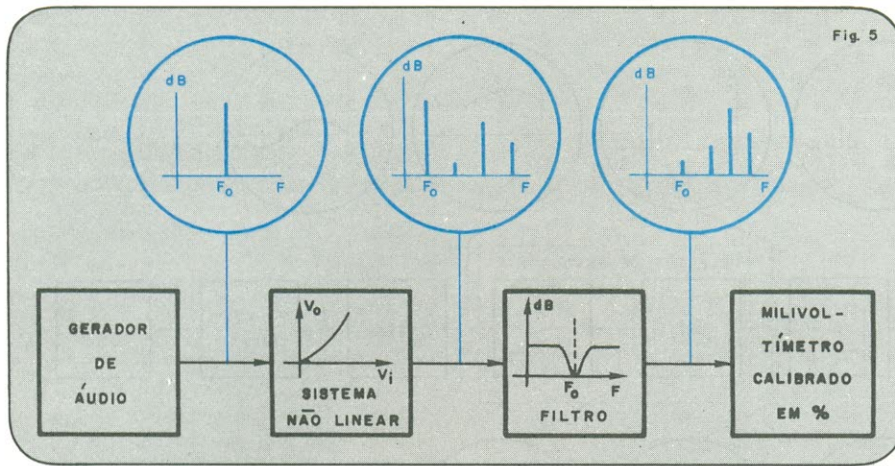 Fig. 5
dB
F₀
F
dB
F₀
F
dB
F₀
F
GERADOR
DE
ÁUDIO
V₀
Vᵢ
SISTEMA
NÃO LINEAR
dB
F₀
F
FILTRO
MILIVOL-
TÍMETRO
CALIBRADO
EM %